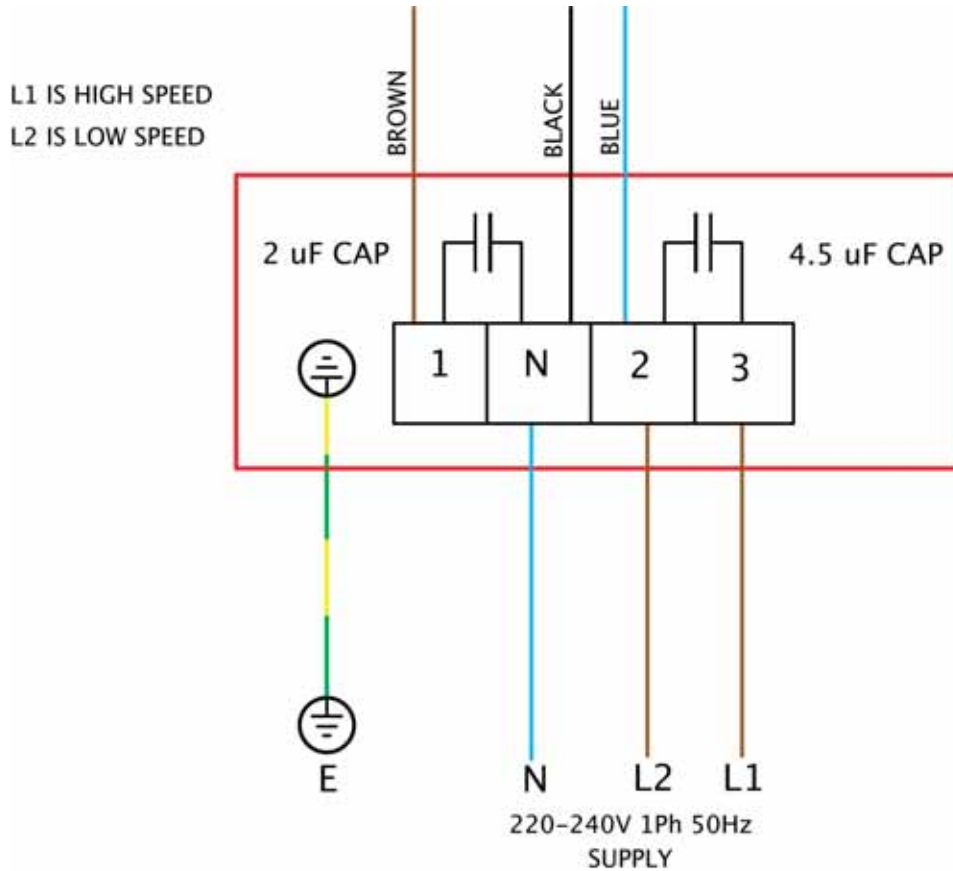 L1 IS HIGH SPEED
L2 IS LOW SPEED
BROWN
BLACK
BLUE
2 uF CAP
4.5 uF CAP
1
N
2
3
E
N
L2
L1
220-240V 1Ph 50Hz
SUPPLY